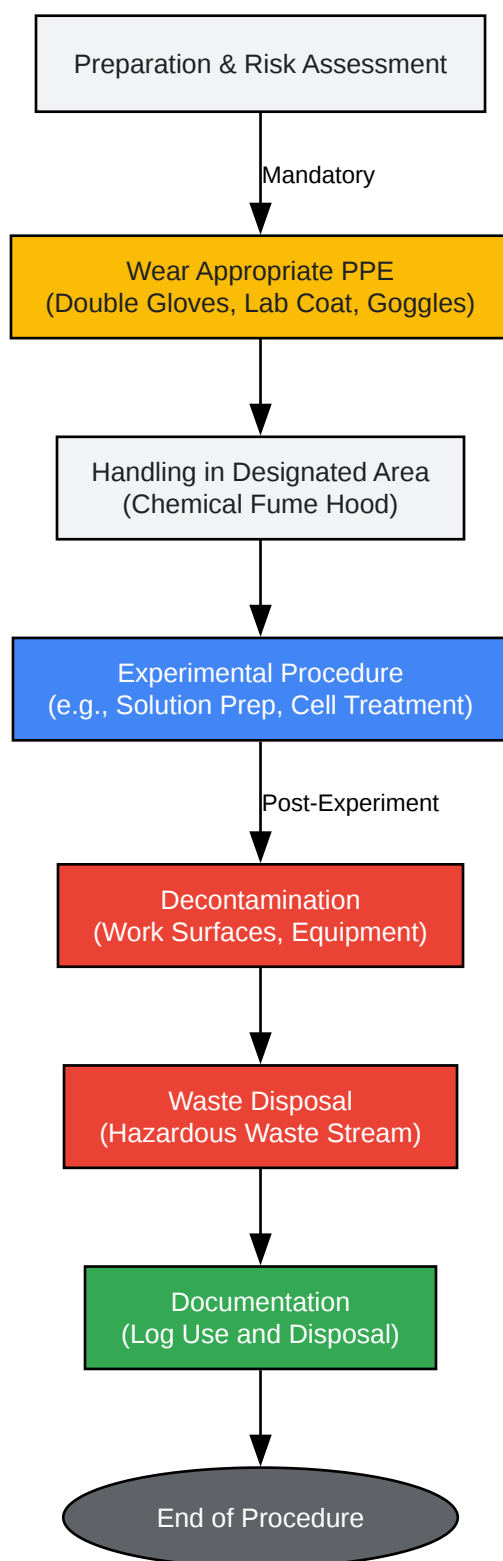 Preparation & Risk Assessment
Mandatory
Wear Appropriate PPE
(Double Gloves, Lab Coat, Goggles)
Handling in Designated Area
(Chemical Fume Hood)
Experimental Procedure
(e.g., Solution Prep, Cell Treatment)
Post-Experiment
Decontamination
(Work Surfaces, Equipment)
Waste Disposal
(Hazardous Waste Stream)
Documentation
(Log Use and Disposal)
End of Procedure